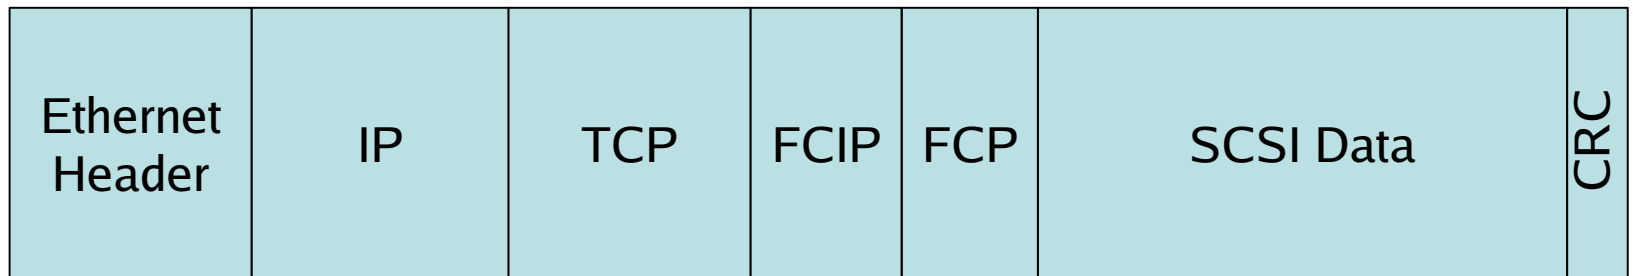 Ethernet
Header
IP
TCP
FCIP
FCP
SCSI Data
CRC